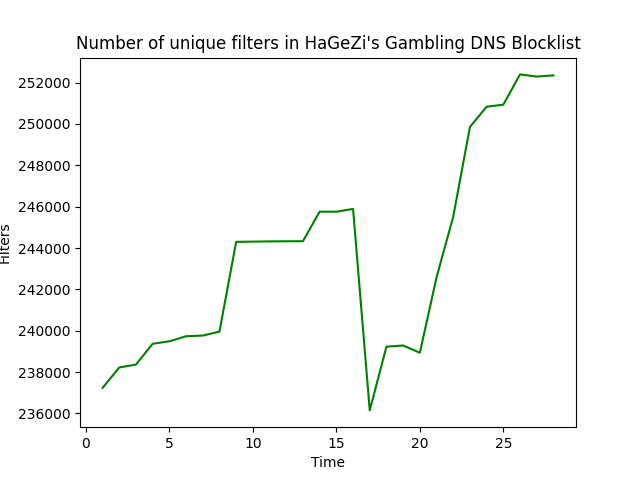 Number of unique filters in HaGeZi's Gambling DNS Blocklist
252000
250000
248000
246000
244000
242000
240000
238000
236000
Filters
0 5 10 15 20 25
Time